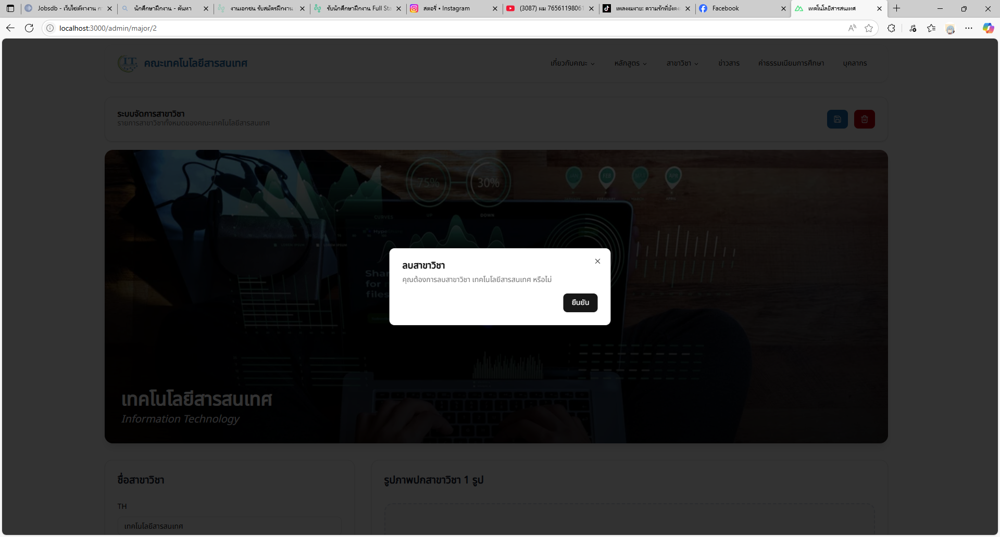 Jobsdb - เว็บไซต์หางาน ก
นักศึกษาฝึกงาน - ค้นหา
งานเอกชน รับสมัครฝึกงาน
รับนักศึกษาฝึกงาน Full Sta
สตอรี่ • Instagram
(3087) ผม 76561198061
เพลงงมงาย: ความรักที่ยังคง
Facebook
เทคโนโลยีสารสนเทศ
localhost:3000/admin/major/2
I.T.
คณะเทคโนโลยีสารสนเทศ
เกี่ยวกับคณะ
หลักสูตร
สาขาวิชา
ข่าวสาร
ค่าธรรมเนียมการศึกษา
บุคลากร
ระบบจัดการสาขาวิชา
รายการสาขาวิชาทั้งหมดของคณะเทคโนโลยีสารสนเทศ
75%
30%
FEB
APR
FEBRUARY
APRIL
CURVES
UP
DOWN
ลบสาขาวิชา
คุณต้องการลบสาขาวิชา เทคโนโลยีสารสนเทศ หรือไม่
ยืนยัน
for
files
เทคโนโลยีสารสนเทศ
Information Technology
ชื่อสาขาวิชา
รูปภาพปกสาขาวิชา 1 รูป
TH
เทคโนโลยีสารสนเทศ